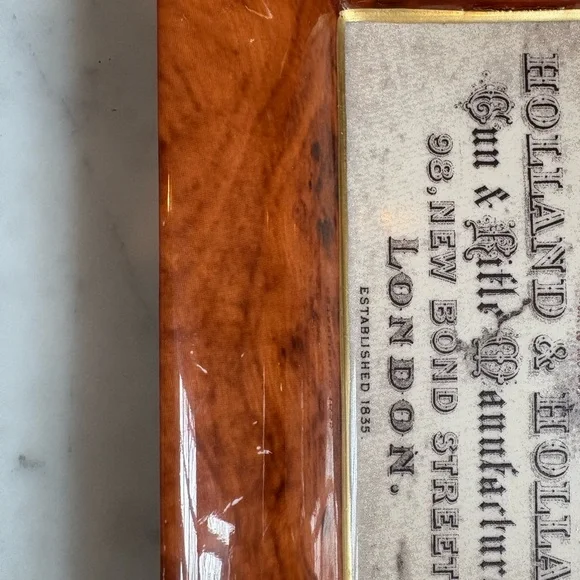 HOLLAND & HOLLA
Gun & Rifle Manufactur
98, NEW BOND STREET
LONDON.
ESTABLISHED 1835